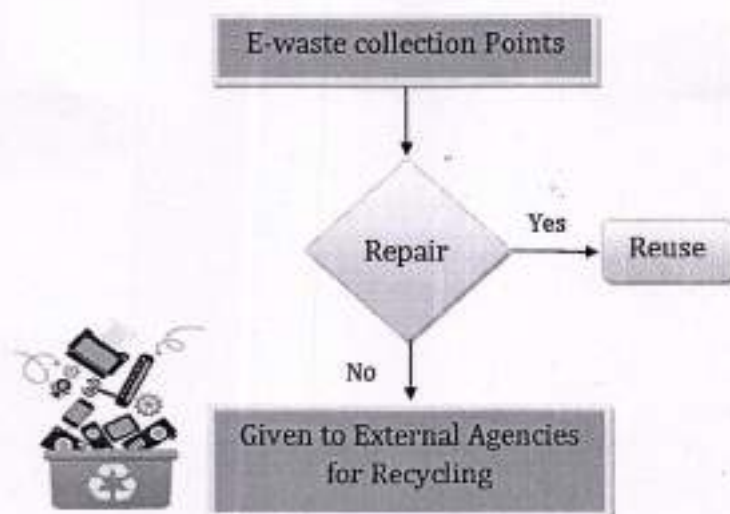 E-waste collection Points
Repair
Yes
Reuse
No
Given to External Agencies
for Recycling